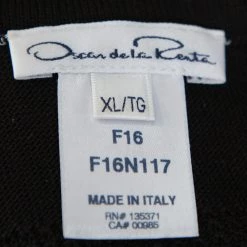 Oscar de la Renta
XL/TG
F16
F16N117
MADE IN ITALY
RN# 135371
CA# 00985